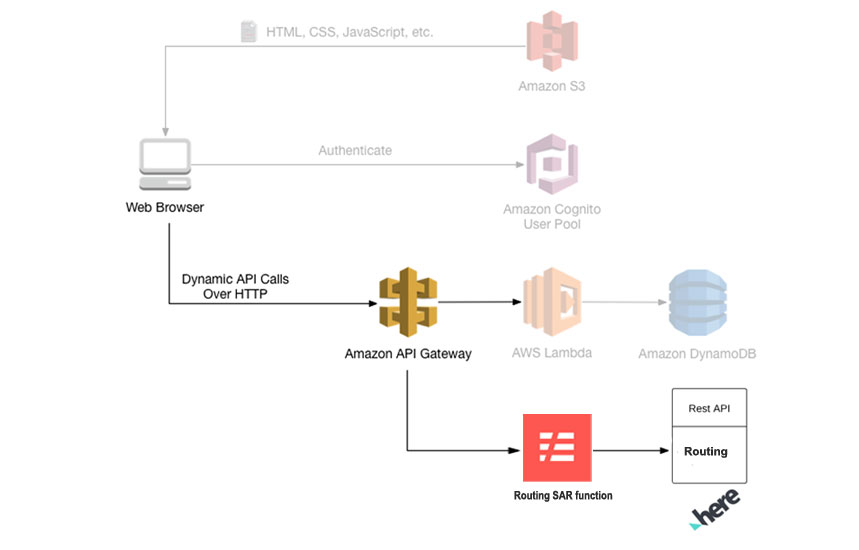 HTML, CSS, JavaScript, etc.
Amazon S3
Authenticate
Web Browser
Amazon Cognito
User Pool
Dynamic API Calls
Over HTTP
Amazon API Gateway
AWS Lambda
Amazon DynamoDB
Rest API
Routing
Routing SAR function
here